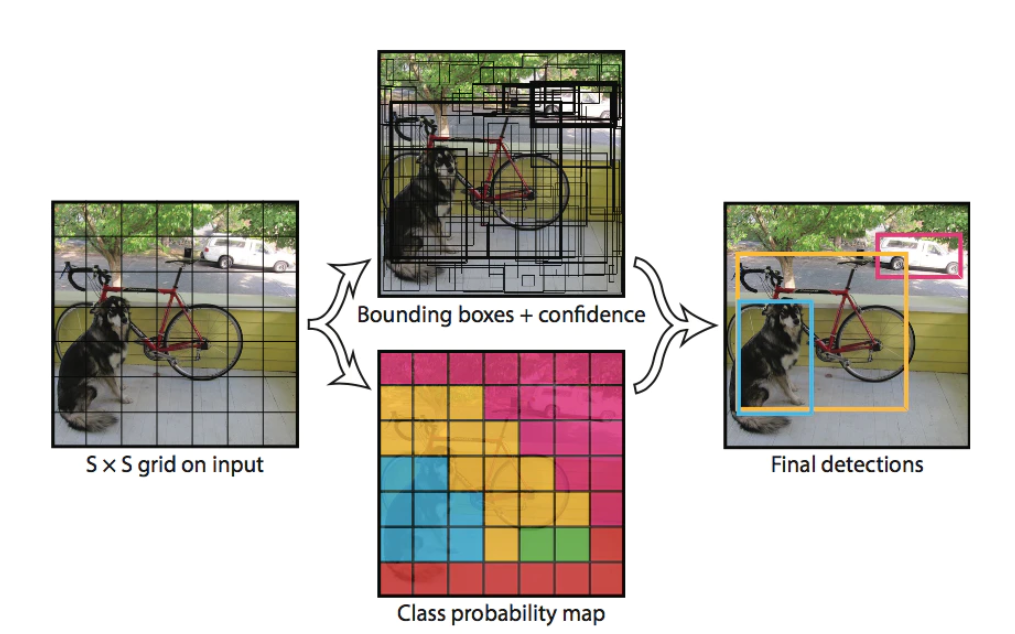 S × S grid on input
Bounding boxes + confidence
Class probability map
Final detections